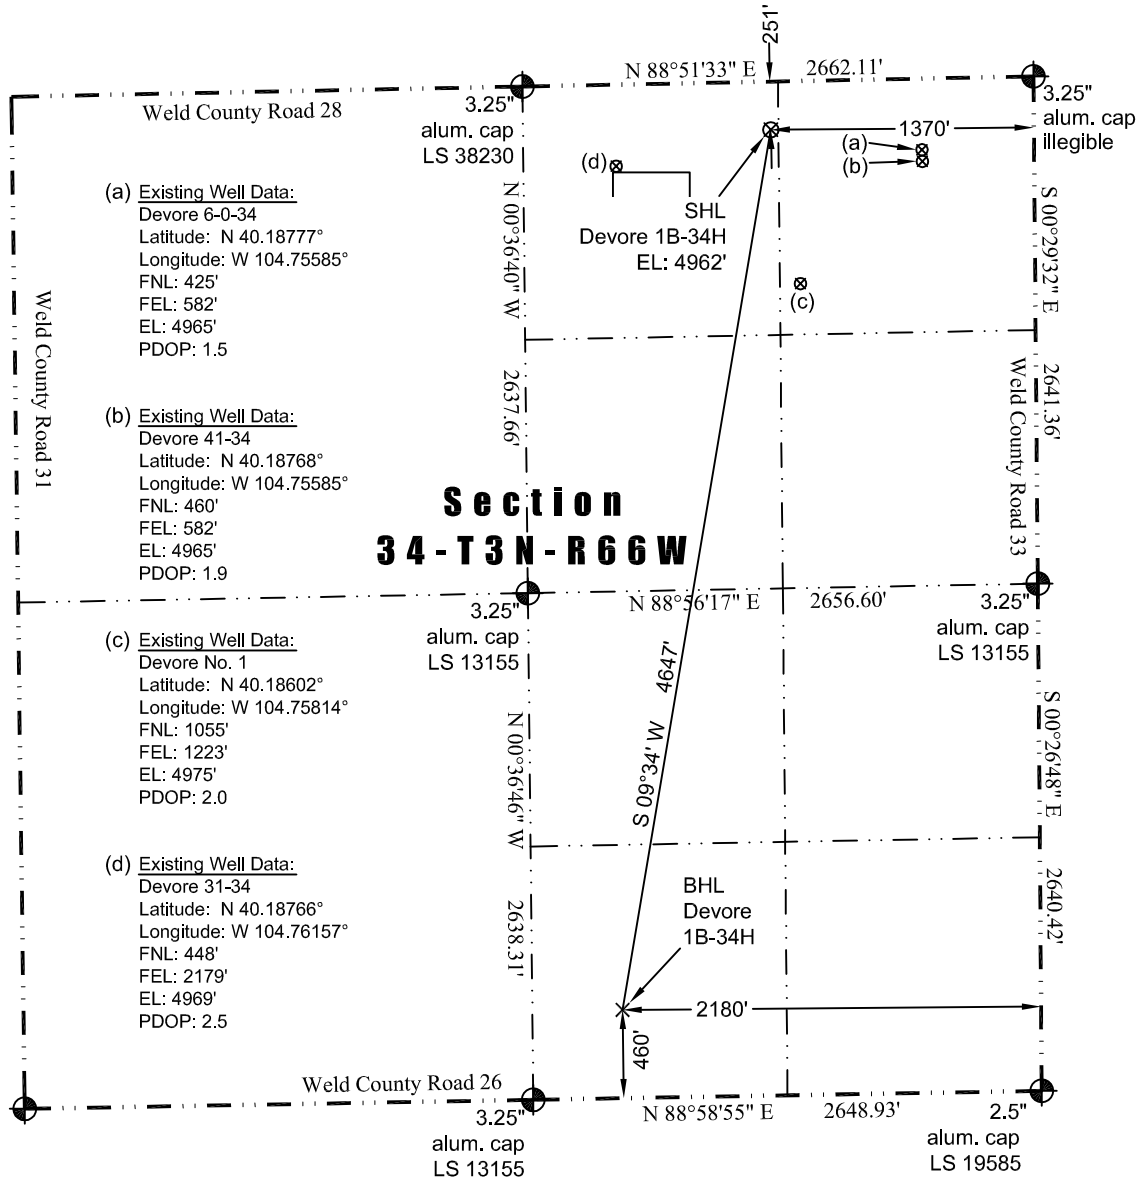 251'
N 88°51'33" E
2662.11'
Weld County Road 28
3.25"
alum. cap
LS 38230
3.25"
alum. cap
illegible
1370'
(a)
(b)
(d)
SHL
Devore 1B-34H
EL: 4962'
(c)
N 00°36'40" W
S 00°29'32" E
(a) Existing Well Data:
Devore 6-0-34
Latitude: N 40.18777°
Longitude: W 104.75585°
FNL: 425'
FEL: 582'
EL: 4965'
PDOP: 1.5
Weld County Road 31
2637.66'
2641.36'
Weld County Road 33
(b) Existing Well Data:
Devore 41-34
Latitude: N 40.18768°
Longitude: W 104.75585°
FNL: 460'
FEL: 582'
EL: 4965'
PDOP: 1.9
Section
34-T3N-R66W
N 88°56'17" E
2656.60'
3.25"
alum. cap
LS 13155
3.25"
alum. cap
LS 13155
(c) Existing Well Data:
Devore No. 1
Latitude: N 40.18602°
Longitude: W 104.75814°
FNL: 1055'
FEL: 1223'
EL: 4975'
PDOP: 2.0
S 09°34' W 4647'
N 00°36'46" W
S 00°26'48" E
(d) Existing Well Data:
Devore 31-34
Latitude: N 40.18766°
Longitude: W 104.76157°
FNL: 448'
FEL: 2179'
EL: 4969'
PDOP: 2.5
2638.31'
2640.42'
BHL
Devore
1B-34H
2180'
460'
Weld County Road 26
N 88°58'55" E
2648.93'
3.25"
alum. cap
LS 13155
2.5"
alum. cap
LS 19585